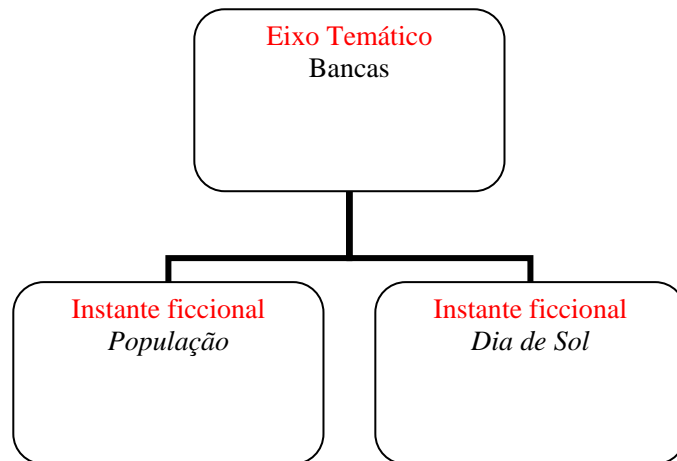 Eixo Temático
Bancas
Instante ficcional
População
Instante ficcional
Dia de Sol